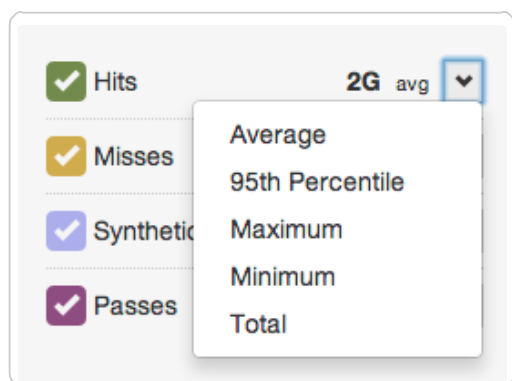 Hits 2G avg
Average
Misses
95th Percentile
Maximum
Minimum
Passes
Total